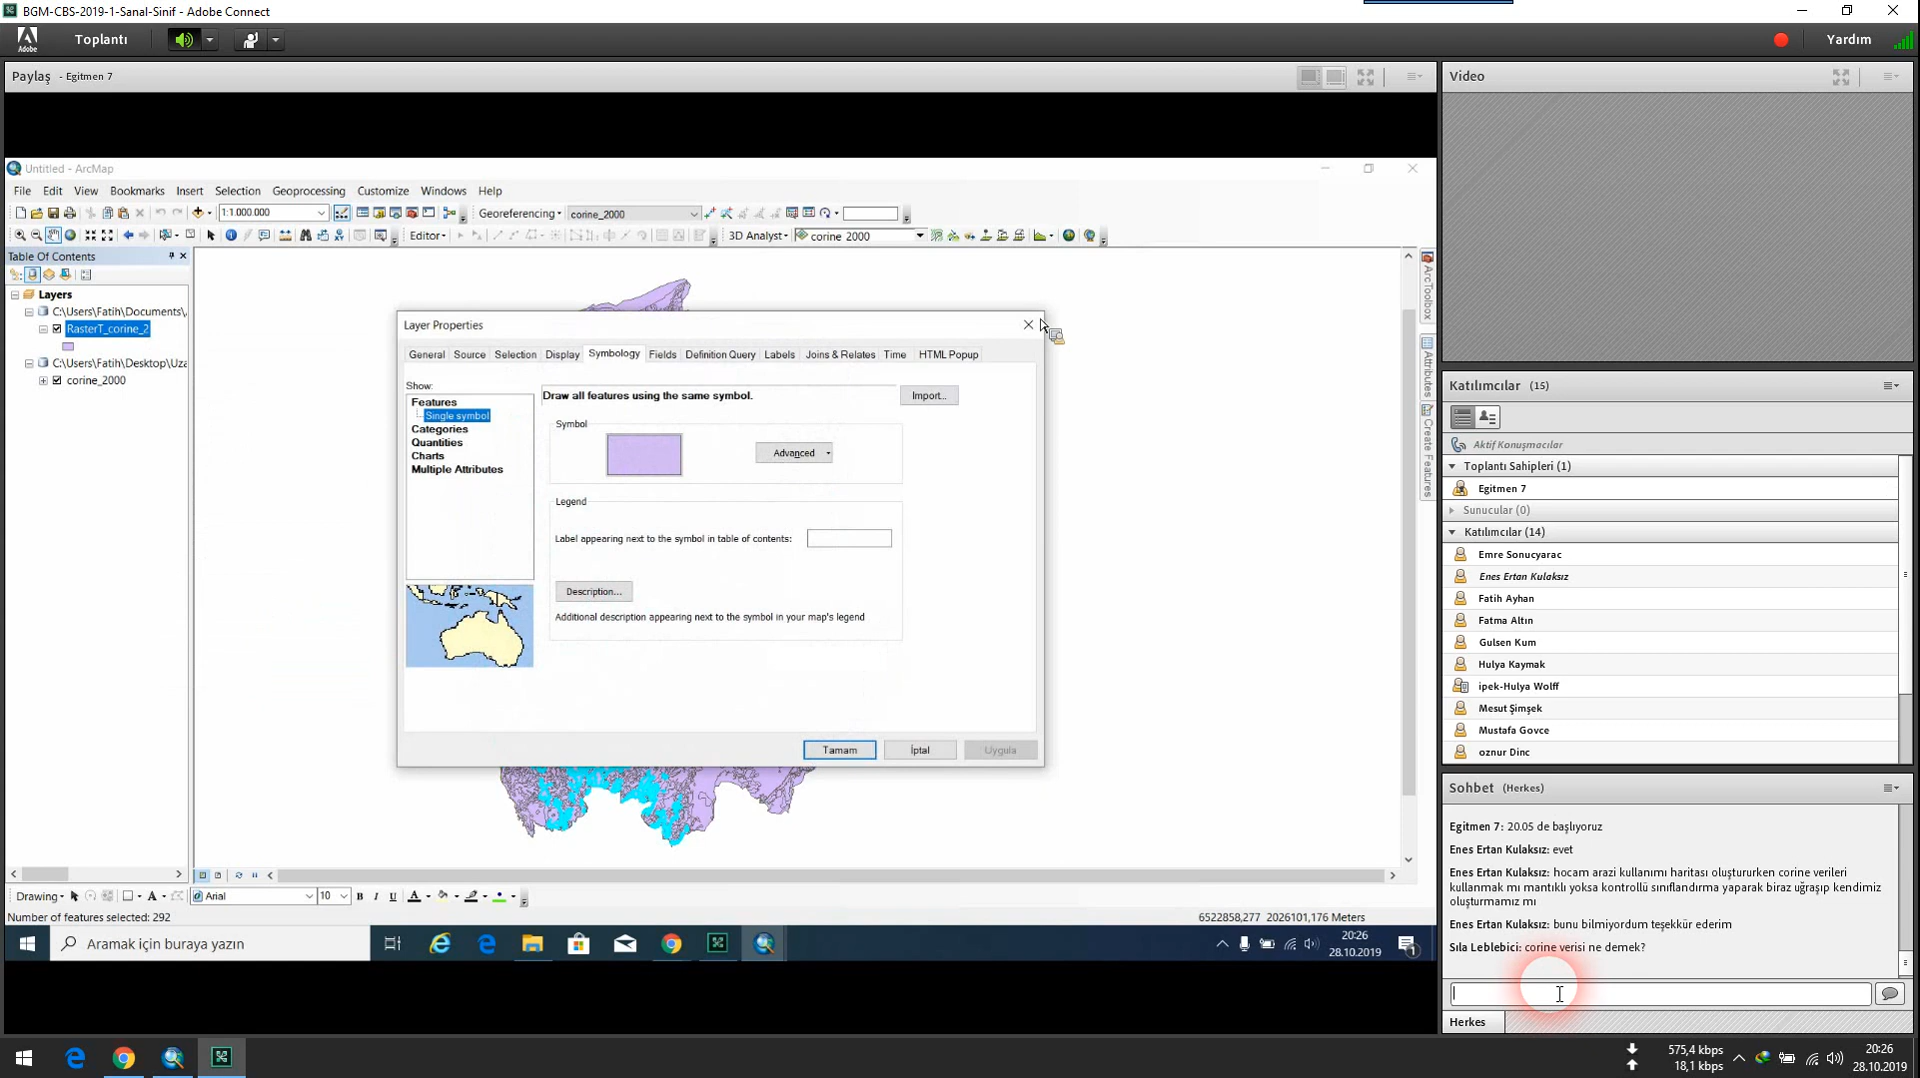 BGM-CBS-2019-1-Sanal-Sinif - Adobe Connect
Adobe
Toplantı
Yardım
Paylaş - Egitmen 7
Untitled - ArcMap
File Edit View Bookmarks Insert Selection Geoprocessing Customize Windows Help
1:1.000.000
Georeferencing
corine_2000
Editor
3D Analyst
corine 2000
Table Of Contents
Layers
C:\Users\Fatih\Documents\
RasterT_corine_2
C:\Users\Fatih\Desktop\Uza
corine_2000
ArcToolbox
Attributes
Create Features
Layer Properties
General Source Selection Display Symbology Fields Definition Query Labels Joins & Relates Time HTML Popup
Show:
Features
Single symbol
Categories
Quantities
Charts
Multiple Attributes
Draw all features using the same symbol.
Import...
Symbol
Advanced
Legend
Label appearing next to the symbol in table of contents:
Description...
Additional description appearing next to the symbol in your map's legend
Tamam
İptal
Uygula
Drawing
A
Arial
10
B I U A
Number of features selected: 292
6522858,277 2026101,176 Meters
Aramak için buraya yazın
20:26
28.10.2019
1
Video
Katılımcılar (15)
Aktif Konuşmacılar
Toplantı Sahipleri (1)
Egitmen 7
Sunucular (0)
Katılımcılar (14)
Emre Sonucyarac
Enes Ertan Kulaksız
Fatih Ayhan
Fatma Altın
Gulsen Kum
Hulya Kaymak
ipek-Hulya Wolff
Mesut Şimşek
Mustafa Govce
oznur Dinc
Sohbet (Herkes)
Egitmen 7: 20.05 de başlıyoruz
Enes Ertan Kulaksız: evet
Enes Ertan Kulaksız: hocam arazi kullanımı haritası oluştururken corine verileri
kullanmak mı mantıklı yoksa kontrollü sınıflandırma yaparak biraz uğraşıp kendimiz
oluşturmamız mı
Enes Ertan Kulaksız: bunu bilmiyordum teşekkür ederim
Sıla Leblebici: corine verisi ne demek?
Herkes
575,4 kbps
18,1 kbps
20:26
28.10.2019